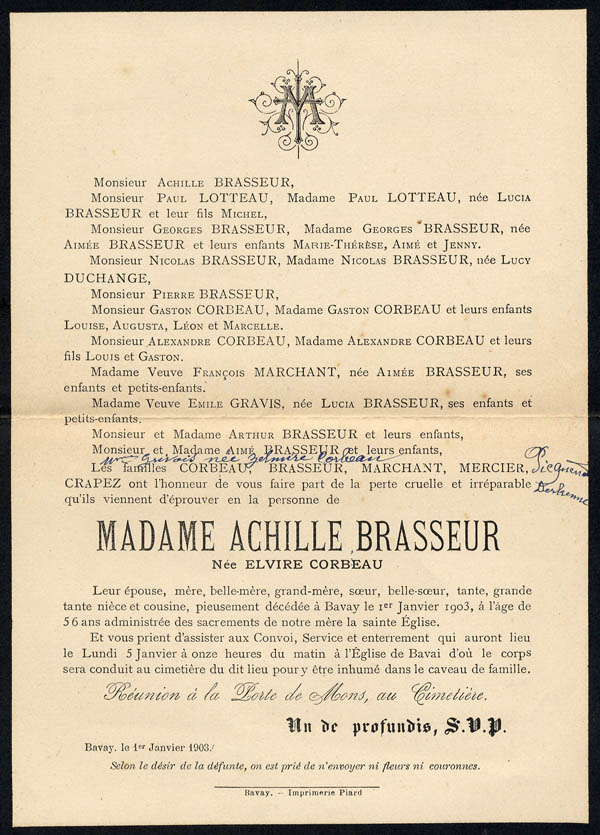 Monsieur Achille BRASSEUR,
Monsieur Paul LOTTEAU, Madame Paul LOTTEAU, née Lucia
BRASSEUR et leur fils Michel,
Monsieur Georges BRASSEUR, Madame Georges BRASSEUR, née
Aimée BRASSEUR et leurs enfants Marie-Thérèse, Aimé et Jenny.
Monsieur Nicolas BRASSEUR, Madame Nicolas BRASSEUR, née Lucy
DUCHANGE,
Monsieur Pierre BRASSEUR,
Monsieur Gaston CORBEAU, Madame Gaston CORBEAU et leurs enfants
Louise, Augusta, Léon et Marcelle.
Monsieur Alexandre CORBEAU, Madame Alexandre CORBEAU et leurs
fils Louis et Gaston.
Madame Veuve François MARCHANT, née Aimée BRASSEUR, ses
enfants et petits-enfants.
Madame Veuve Emile GRAVIS, née Lucia BRASSEUR, ses enfants et
petits-enfants.
Monsieur et Madame Arthur BRASSEUR et leurs enfants,
Monsieur et Madame Aimé BRASSEUR et leurs enfants,
née Zelmire Corbeau
Les familles CORBEAU, BRASSEUR, MARCHANT, MERCIER,
CRAPEZ ont l'honneur de vous faire part de la perte cruelle et irréparable
qu'ils viennent d'éprouver en la personne de
MADAME ACHILLE BRASSEUR
Née ELVIRE CORBEAU
Leur épouse, mère, belle-mère, grand-mère, sœur, belle-sœur, tante, grande
tante nièce et cousine, pieusement décédée à Bavay le 1er Janvier 1903, à l'âge de
56 ans administrée des sacrements de notre mère la sainte Église.
Et vous prient d'assister aux Convoi, Service et enterrement qui auront lieu
le Lundi 5 Janvier à onze heures du matin à l'Église de Bavai d'où le corps
sera conduit au cimetière du dit lieu pour y être inhumé dans le caveau de famille.
Réunion à la Porte de Mons, au Cimetière.
Un de profundis, S.V.P.
Bavay, le 1er Janvier 1903.
Selon le désir de la défunte, on est prié de n'envoyer ni fleurs ni couronnes.
Bavay. — Imprimerie Piard